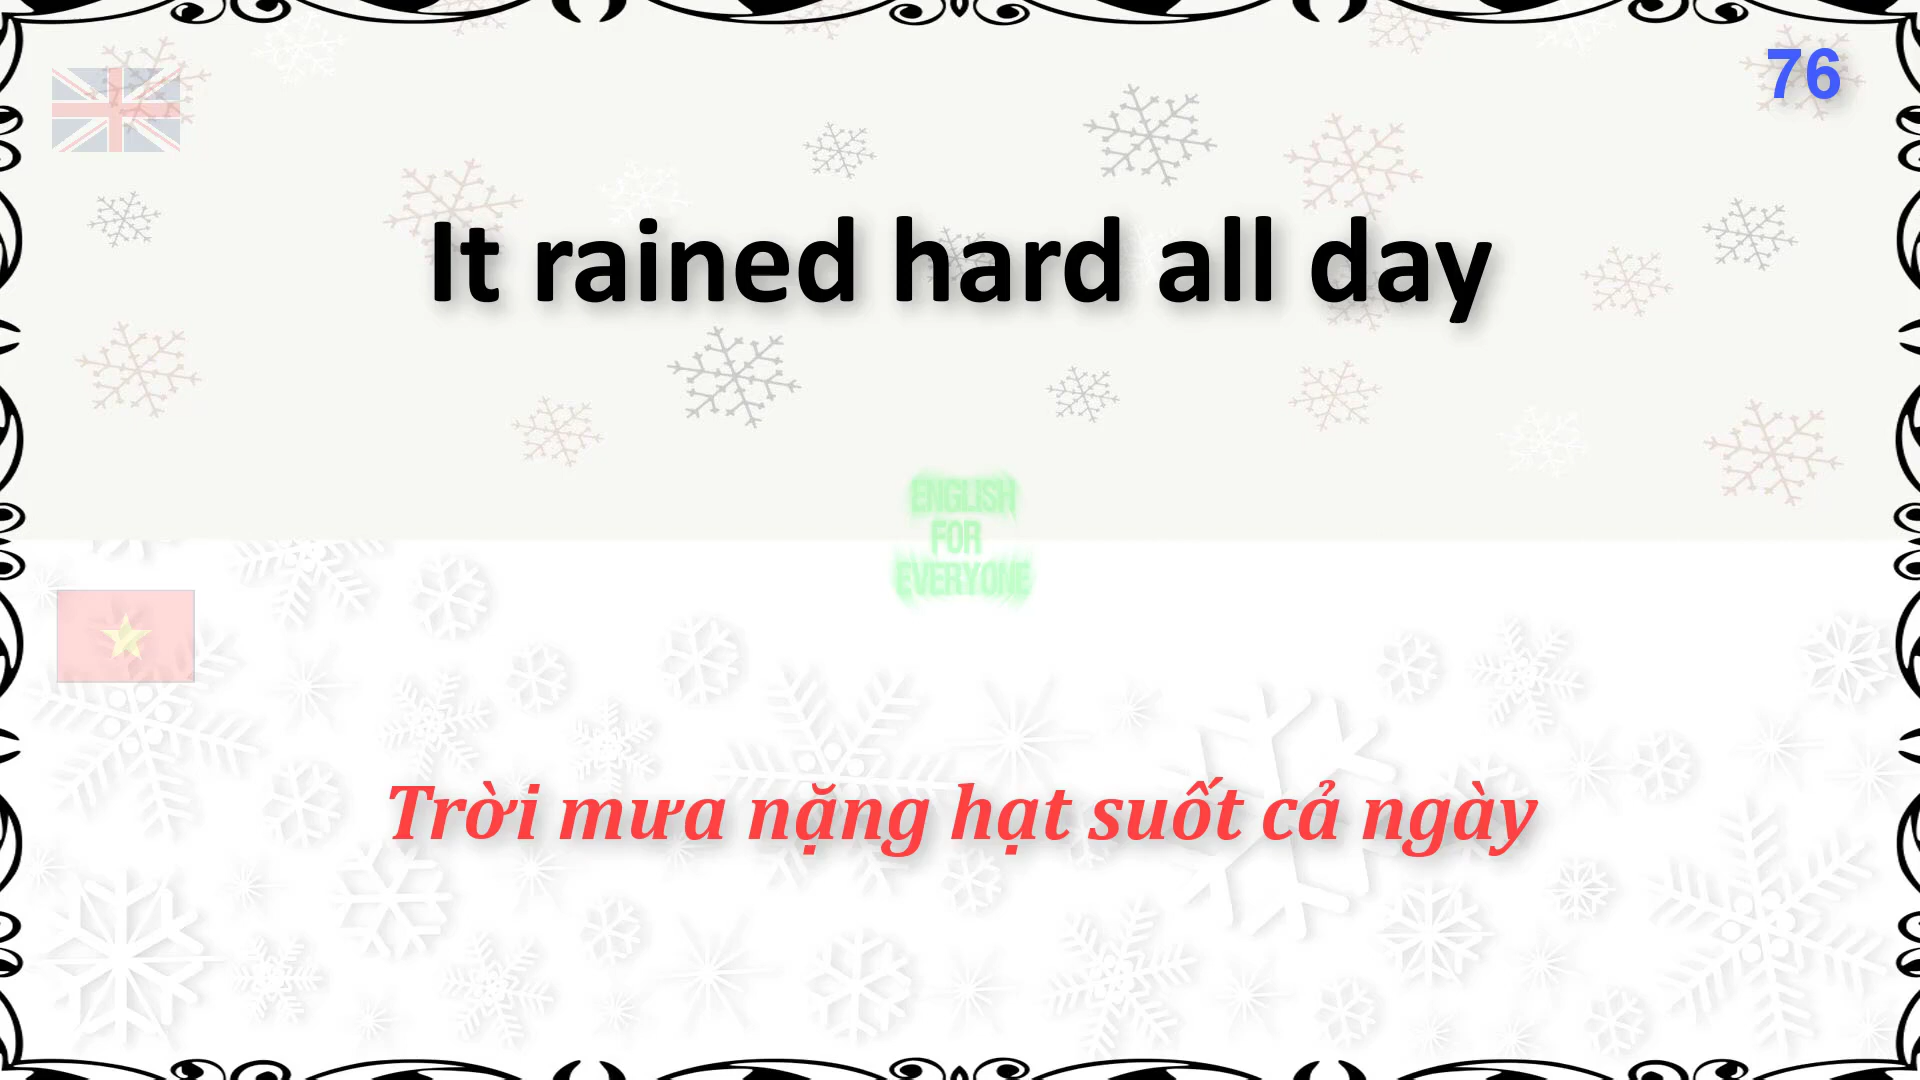 76
It rained hard all day
ENGLISH
FOR
EVERYONE
Trời mưa nặng hạt suốt cả ngày